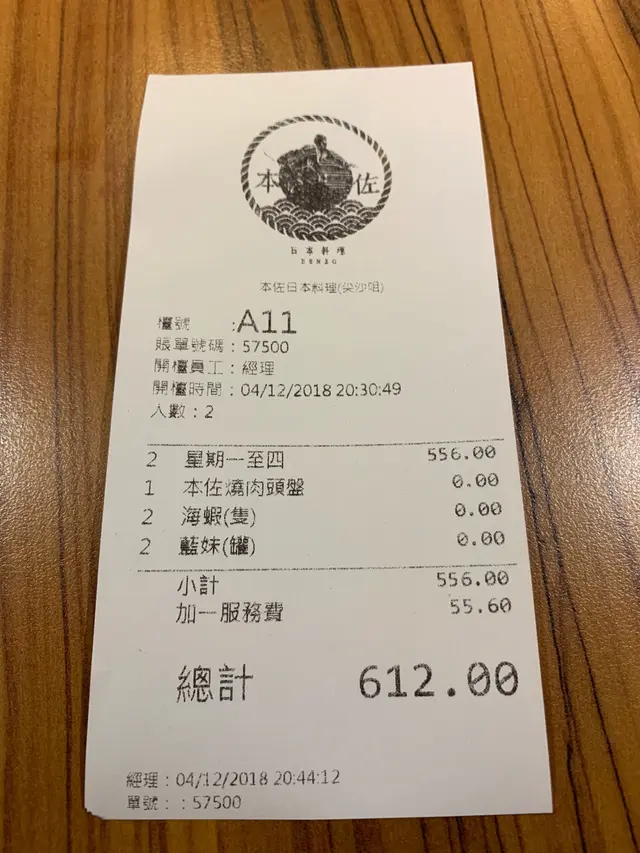 本 佐
日本料理
本佐日本料理(尖沙咀)
檯號 :A11
賬單號碼：57500
開檯員工：經理
開檯時間：04/12/2018 20:30:49
人數：2
2 星期一至四 556.00
1 本佐燒肉頭盤 0.00
2 海蝦(隻) 0.00
2 藍妹(罐) 0.00
小計 556.00
加一服務費 55.60
總計 612.00
經理：04/12/2018 20:44:12
單號：：57500